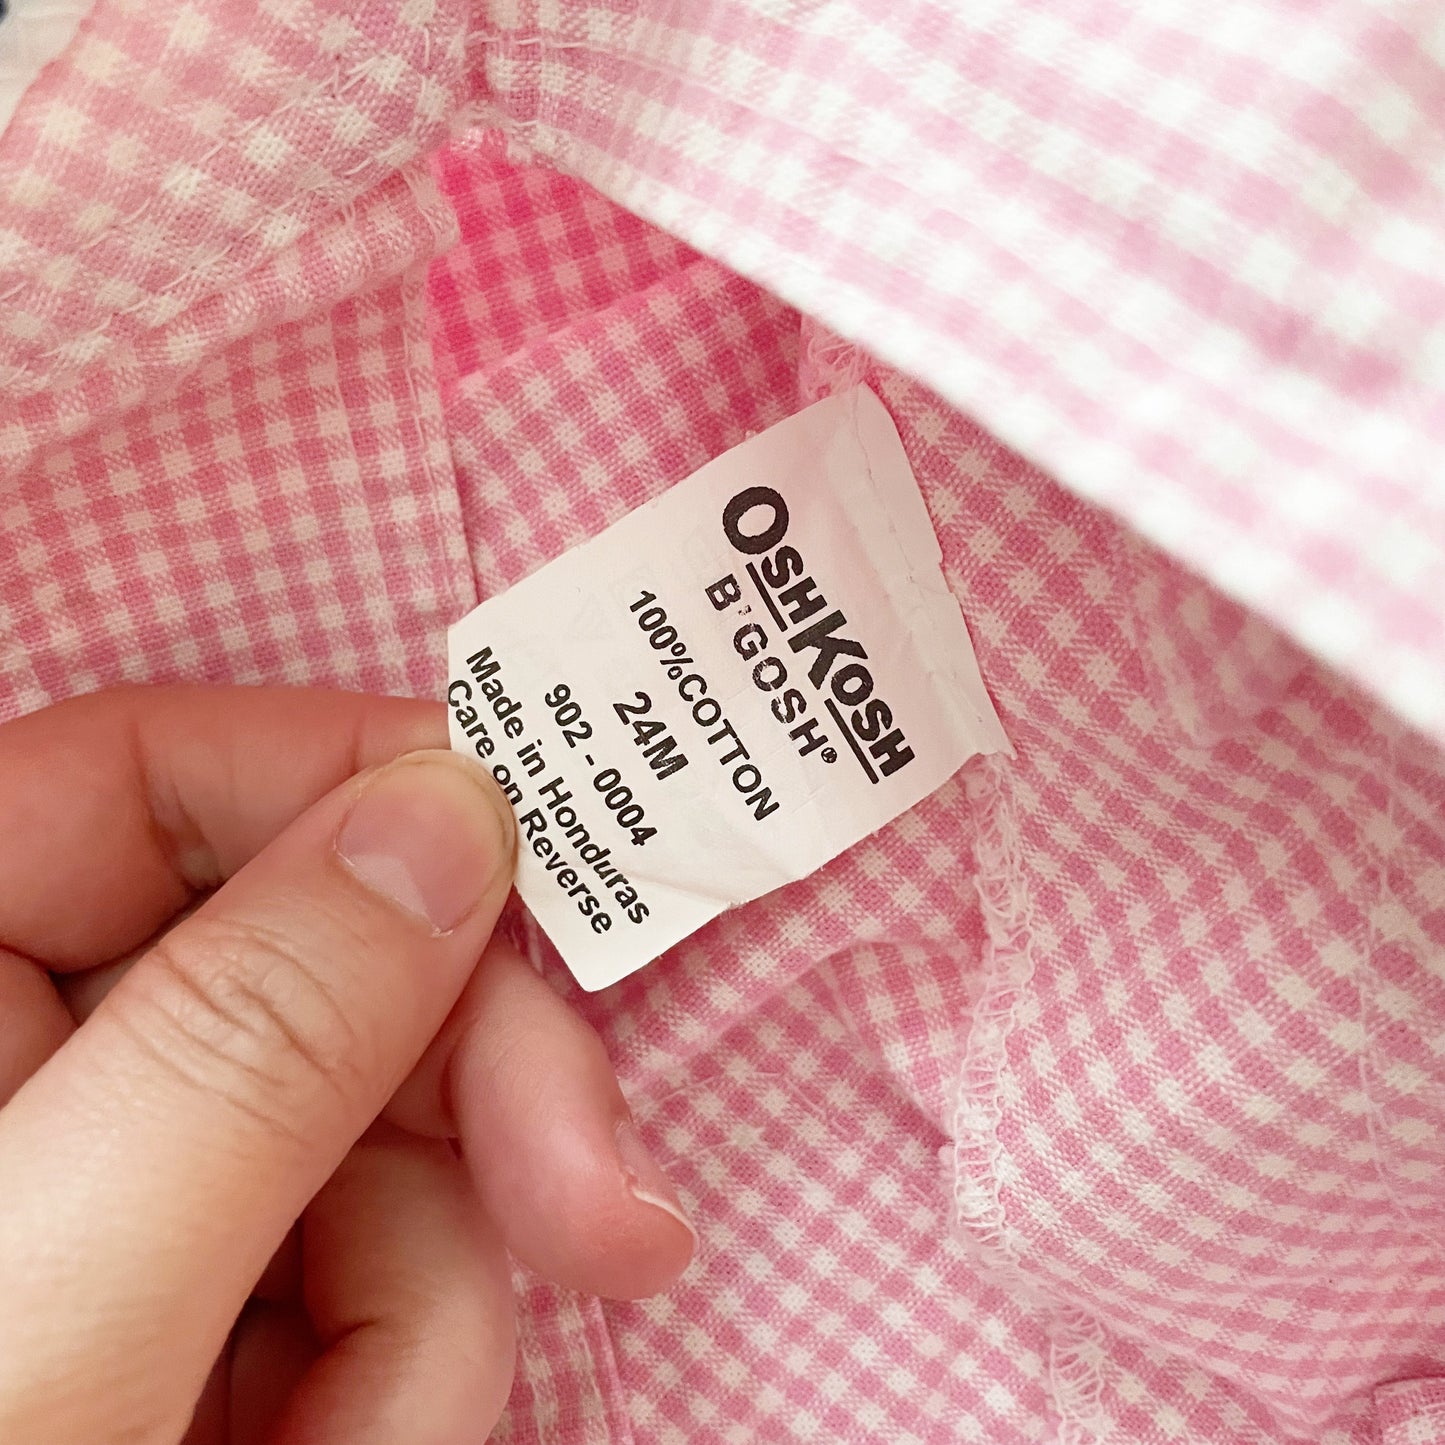 OSHKOSH
B'GOSH®
100%COTTON
24M
902-0004
Made in Honduras
Care on Reverse